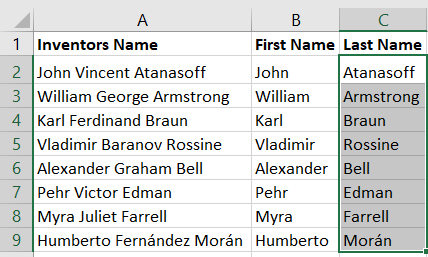 A B C
1 Inventors Name First Name Last Name
2 John Vincent Atanasoff John Atanasoff
3 William George Armstrong William Armstrong
4 Karl Ferdinand Braun Karl Braun
5 Vladimir Baranov Rossine Vladimir Rossine
6 Alexander Graham Bell Alexander Bell
7 Pehr Victor Edman Pehr Edman
8 Myra Juliet Farrell Myra Farrell
9 Humberto Fernández Morán Humberto Morán